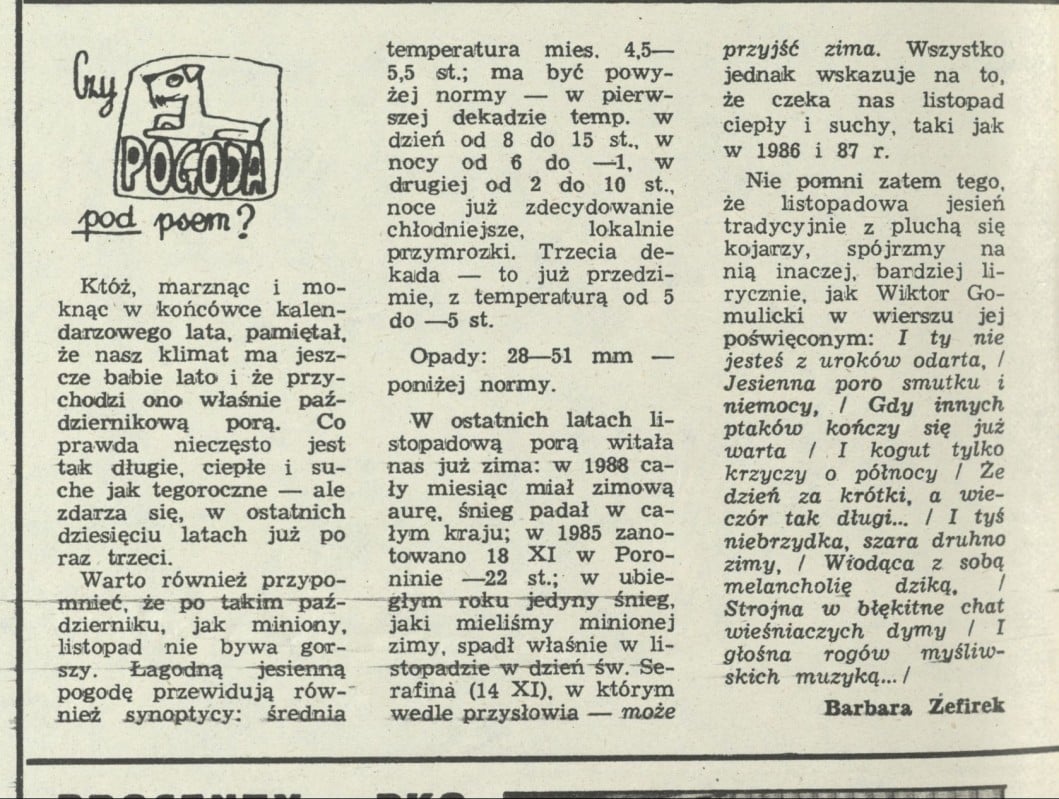 Czy
POGODA
pod psem?
Któż, marznąc i mo-
knąc w końcówce kalen-
darzowego lata, pamiętał,
że nasz klimat ma jesz-
cze babie lato i że przy-
chodzi ono właśnie paź-
dziernikową porą. Co
prawda nieczęsto jest
tak długie, ciepłe i su-
che jak tegoroczne — ale
zdarza się, w ostatnich
dziesięciu latach już po
raz trzeci.
Warto również przypo-
mnieć, że po takim paź-
dzierniku, jak miniony,
listopad nie bywa gor-
szy. Łagodną jesienną
pogodę przewidują rów-
nież synoptycy: średnia
temperatura mies. 4,5—
5,5 st.; ma być powy-
żej normy — w pierw-
szej dekadzie temp. w
dzień od 8 do 15 st., w
nocy od 6 do —1, w
drugiej od 2 do 10 st.,
noce już zdecydowanie
chłodniejsze, lokalnie
przymrozki. Trzecia de-
kada — to już przedzi-
mie, z temperaturą od 5
do —5 st.
Opady: 28—51 mm —
poniżej normy.
W ostatnich latach li-
stopadową porą witała
nas już zima: w 1988 ca-
ły miesiąc miał zimową
aurę, śnieg padał w ca-
łym kraju; w 1985 zano-
towano 18 XI w Poro-
ninie —22 st.; w ubie-
głym roku jedyny śnieg,
jaki mieliśmy minionej
zimy, spadł właśnie w li-
stopadzie w dzień św. Se-
rafina (14 XI), w którym
wedle przysłowia — może
przyjść zima. Wszystko
jednak wskazuje na to,
że czeka nas listopad
ciepły i suchy, taki jak
w 1986 i 87 r.
Nie pomni zatem tego,
że listopadowa jesień
tradycyjnie z pluchą się
kojarzy, spójrzmy na
nią inaczej, bardziej li-
rycznie, jak Wiktor Go-
mulicki w wierszu jej
poświęconym: I ty nie
jesteś z uroków odarta, /
Jesienna poro smutku i
niemocy, / Gdy innych
ptaków kończy się już
warta / I kogut tylko
krzyczy o północy / Że
dzień za krótki, a wie-
czór tak długi... / I tyś
niebrzydka, szara druhno
zimy, / Wiodąca z sobą
melancholię dziką, /
Strojna w błękitne chat
wieśniaczych dymy / I
głośna rogów myśliw-
skich muzyką... /
Barbara Zefirek